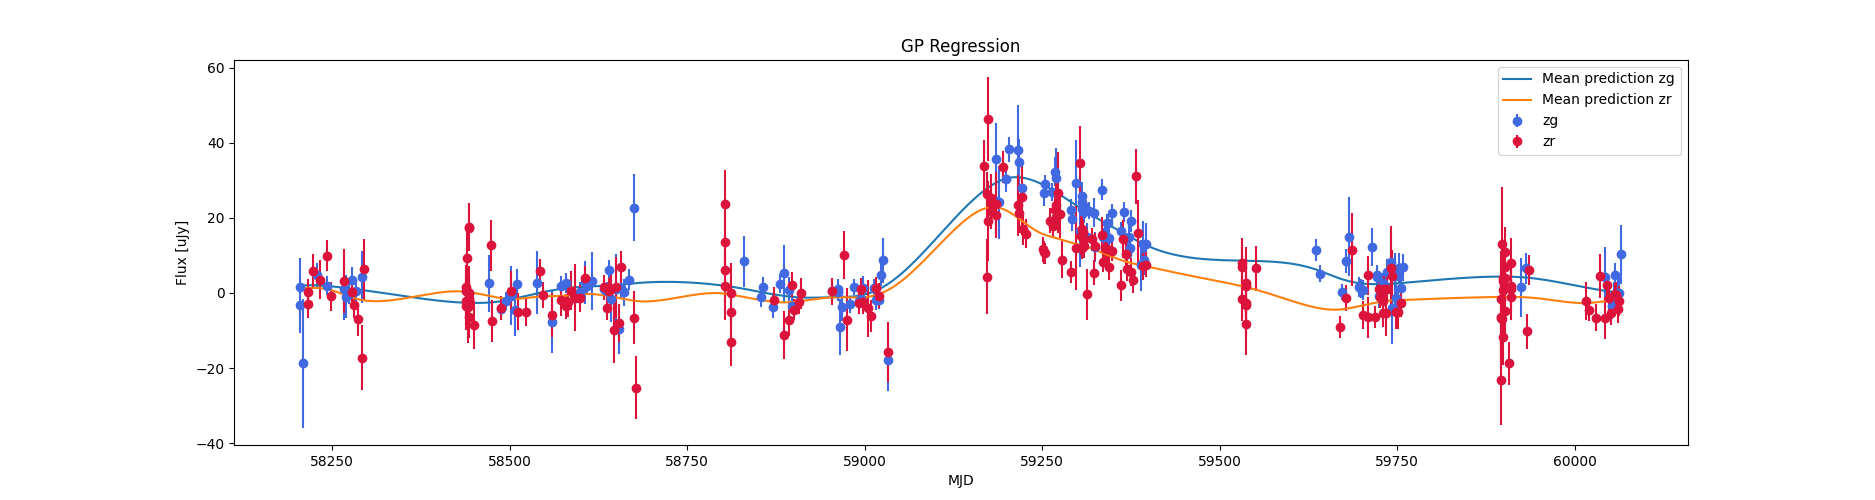 GP Regression
60
40
20
0
−20
−40
Flux [uJy]
58250 58500 58750 59000 59250 59500 59750 60000
MJD
Mean prediction zg
Mean prediction zr
zg
zr